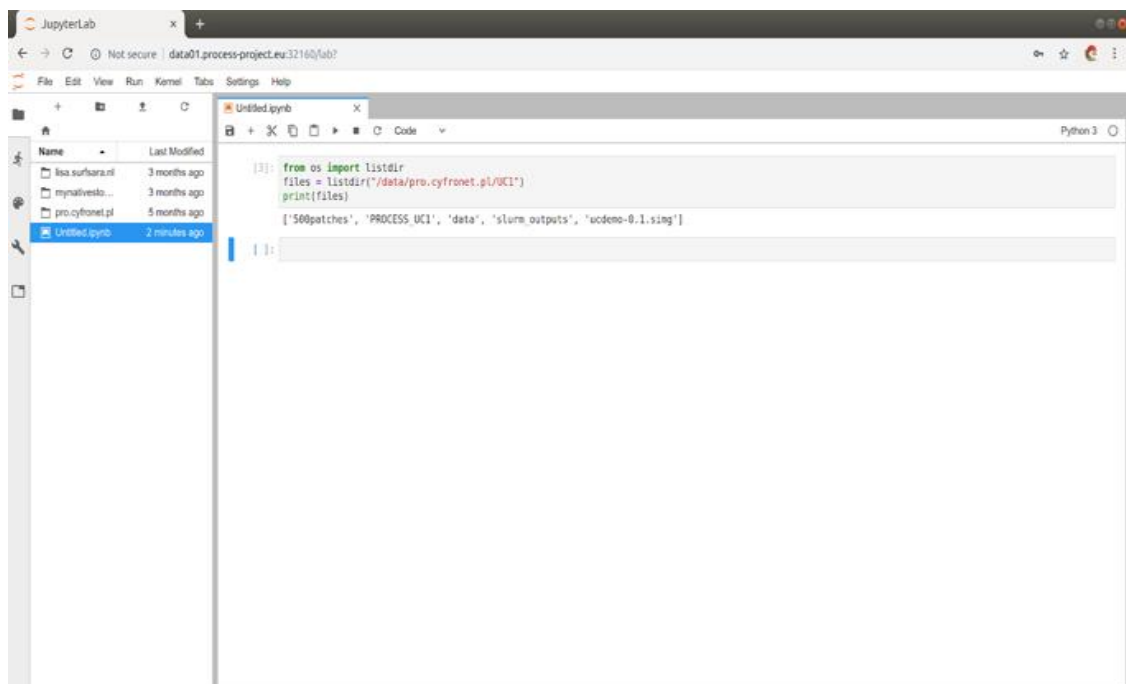 JupyterLab
Not secure | data01.process-project.eu:32160/lab?
File Edit View Run Kernel Tabs Settings Help
Untitled.ipynb
Code
Python 3
Name Last Modified
lisa.surfsara.nl 3 months ago
mynativesto... 3 months ago
pro.cyfronet.pl 5 months ago
Untitled.ipynb 2 minutes ago
[3]: from os import listdir
files = listdir("/data/pro.cyfronet.pl/UC1")
print(files)
['500patches', 'PROCESS_UC1', 'data', 'slurm_outputs', 'ucdemo-0.1.simg']
[ ]: